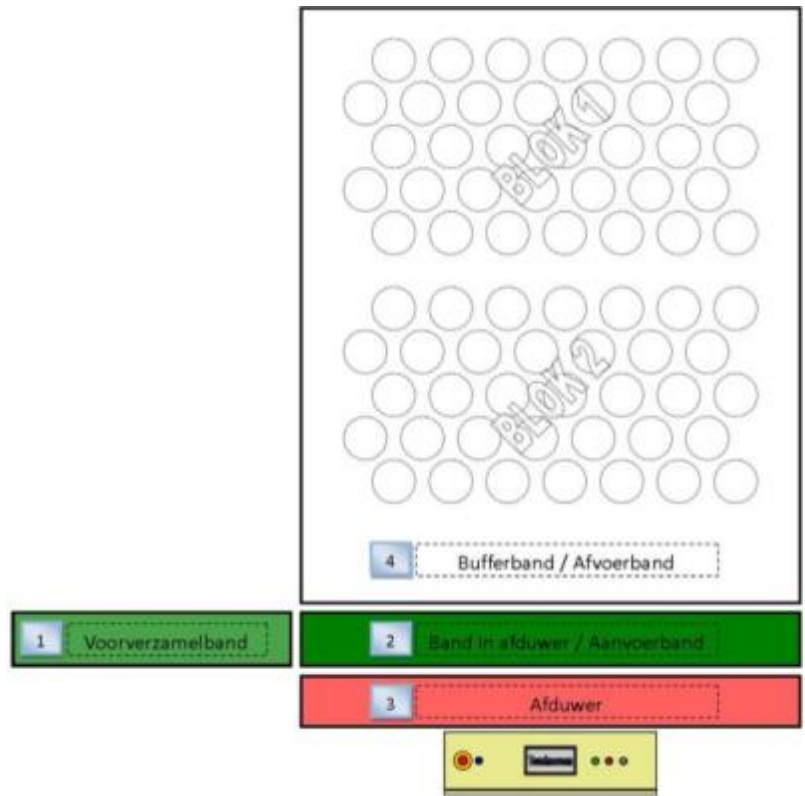 BLOK 1
BLOK 2
4 Bufferband / Afvoerband
1 Voorverzamelband
2 Band in afduwer / Aanvoerband
3 Afduwer